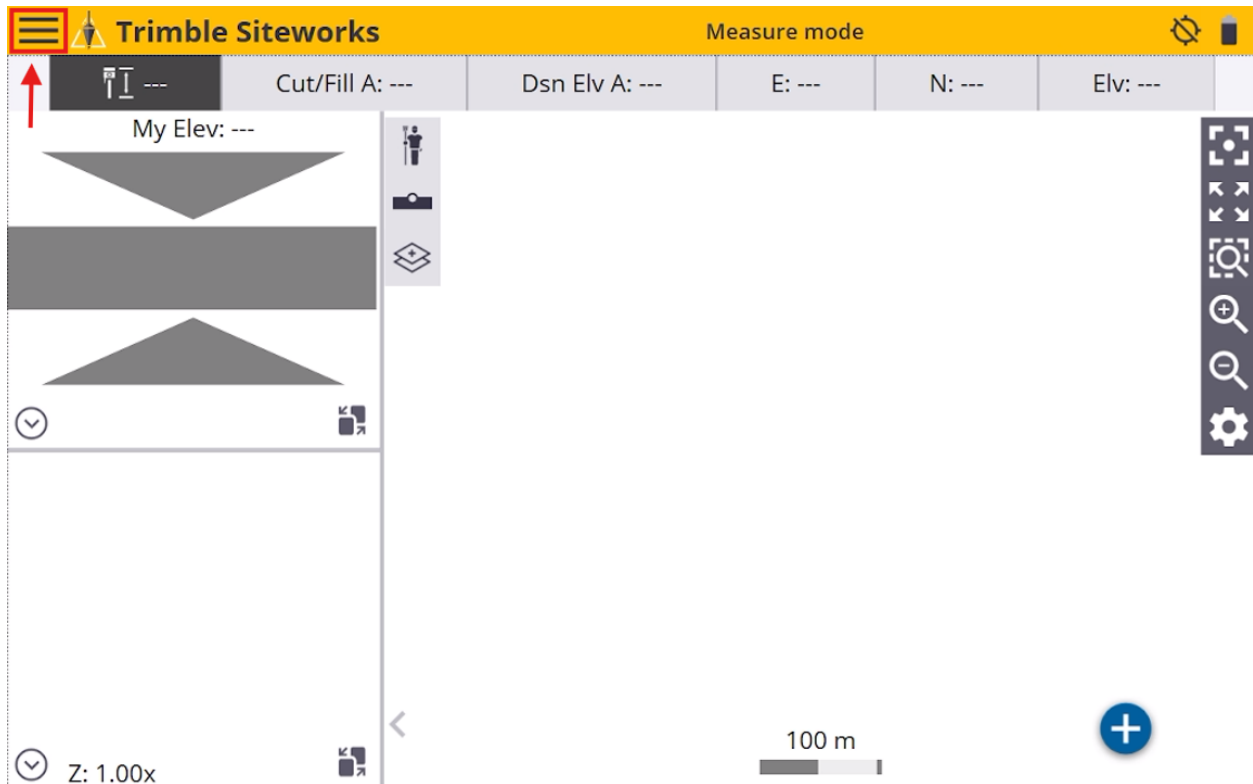 Trimble Siteworks
Measure mode
---
Cut/Fill A: ---
Dsn Elv A: ---
E: ---
N: ---
Elv: ---
My Elev: ---
Z: 1.00x
100 m